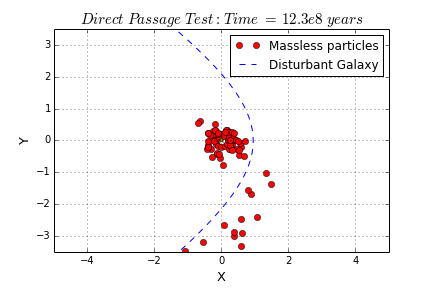 Direct Passage Test: Time = 12.3e8 years
Massless particles
Disturbant Galaxy
3
2
1
0
−1
−2
−3
Y
−4
−2
0
2
4
X